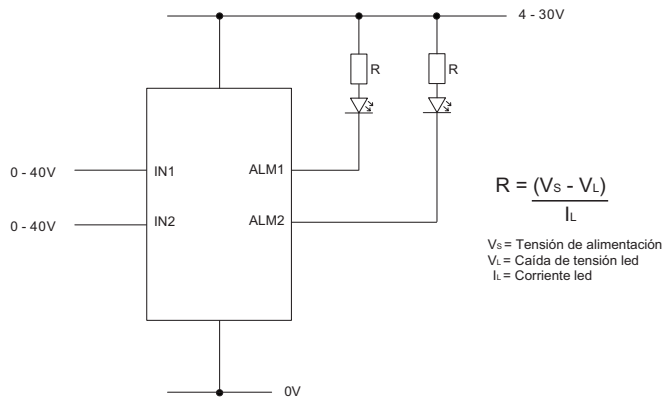 4 - 30V
R
R
0 - 40V
IN1
ALM1
0 - 40V
IN2
ALM2
R = (Vs - VL)
IL
Vs = Tensión de alimentación
VL = Caída de tensión led
IL = Corriente led
0V